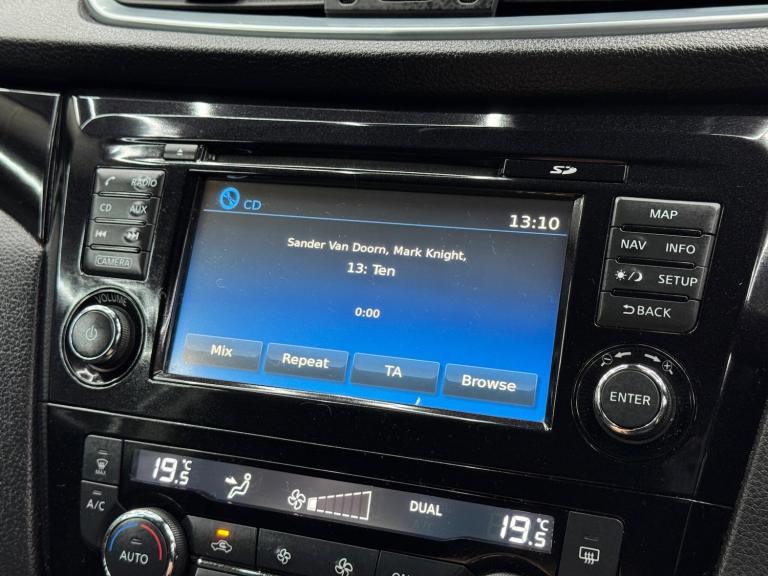 RADIO
CD AUX
CAMERA
VOLUME
CD
13:10
Sander Van Doorn, Mark Knight,
13: Ten
0:00
Mix Repeat TA Browse
SD
MAP
NAV INFO
SETUP
BACK
ENTER
MAX
A/C
19.5°C
DUAL
19.5°C
AUTO